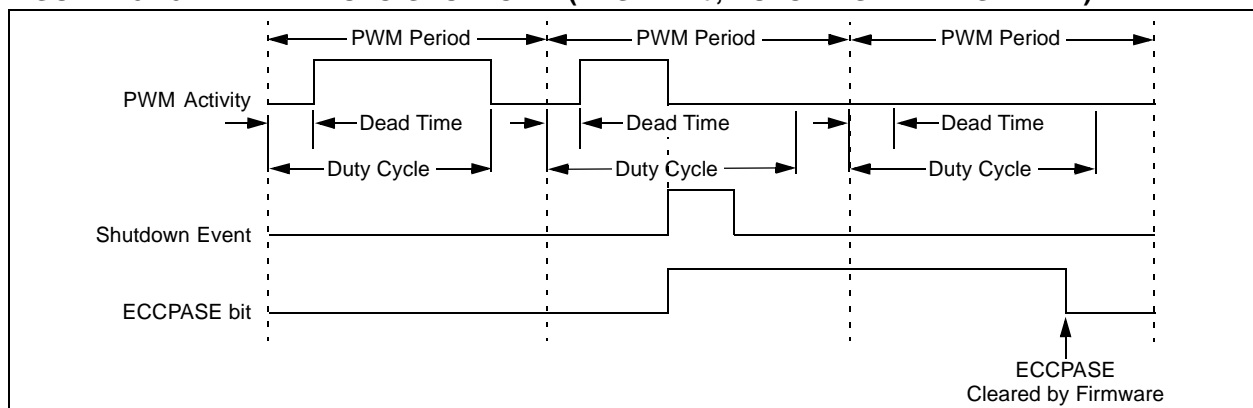 PWM Period PWM Period PWM Period
PWM Activity
Dead Time Dead Time Dead Time
Duty Cycle Duty Cycle Duty Cycle
Shutdown Event
ECCPASE bit
ECCPASE
Cleared by Firmware